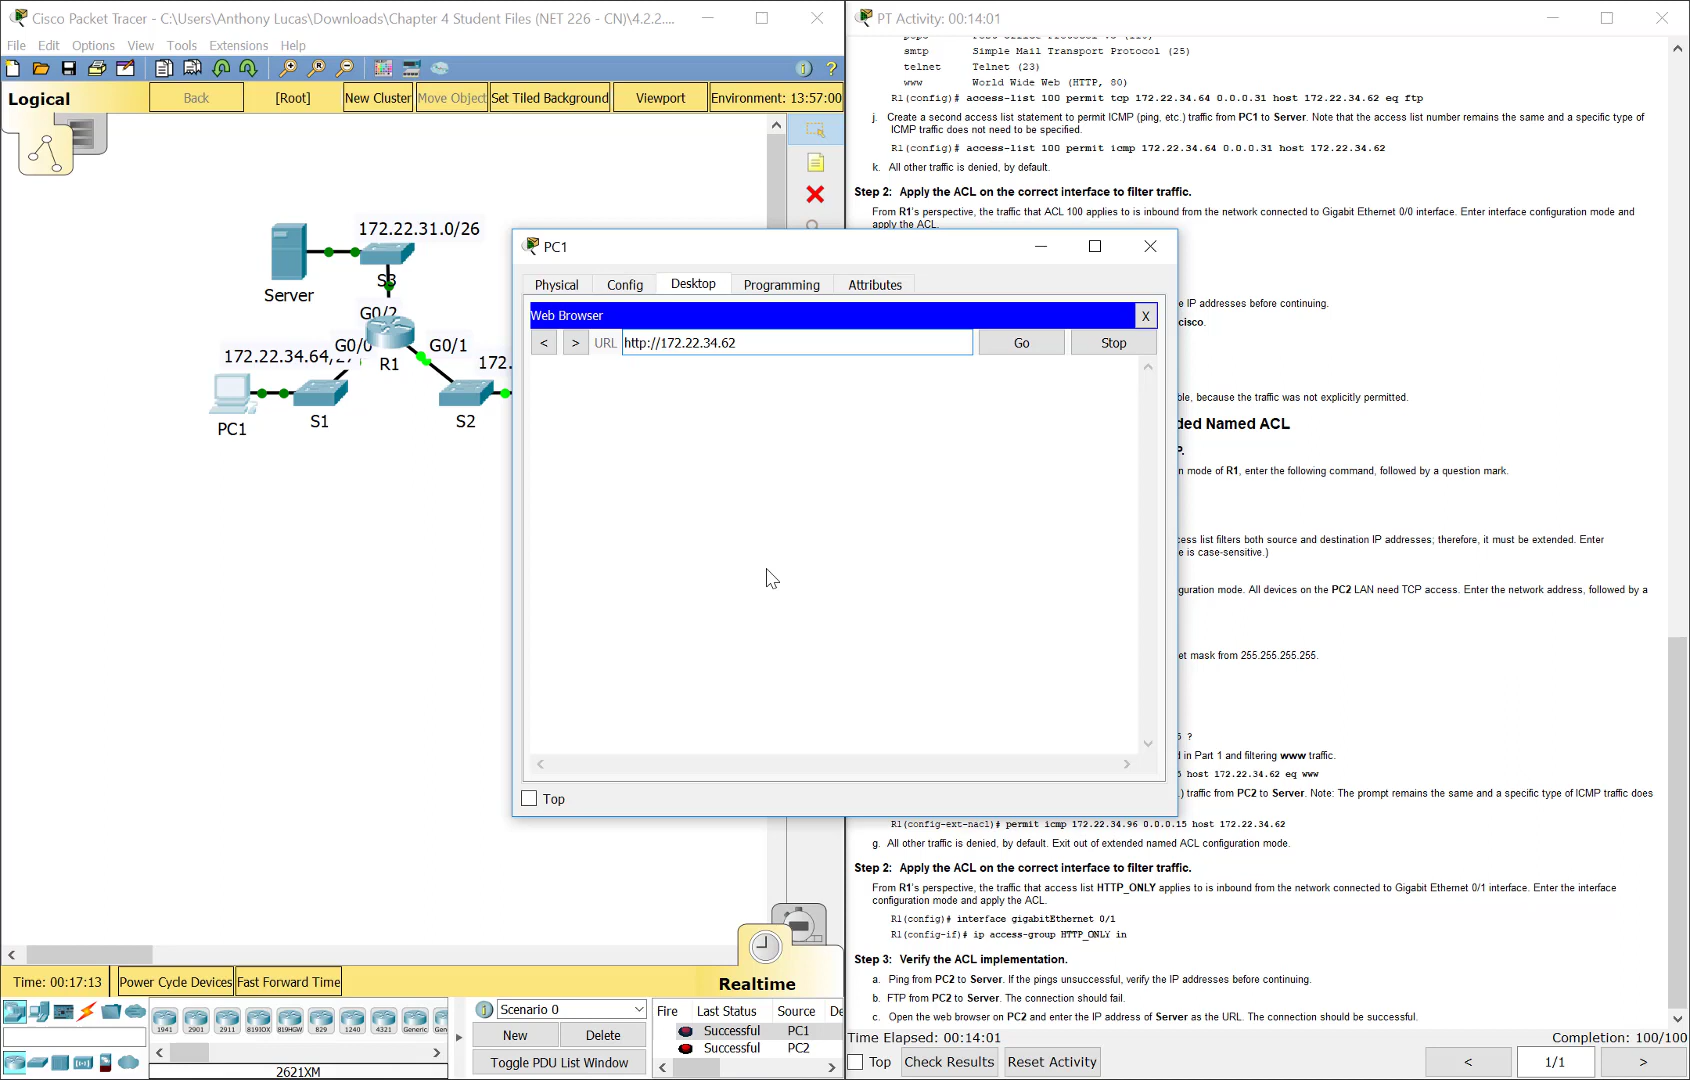 Cisco Packet Tracer - C:\Users\Anthony Lucas\Downloads\Chapter 4 Student Files (NET 226 - CN)\4.2.2....
File Edit Options View Tools Extensions Help
Logical
Back
[Root]
New Cluster
Move Object
Set Tiled Background
Viewport
Environment: 13:57:00
172.22.31.0/26
Server
S3
G0/2
172.22.34.64/
G0/0
G0/1
R1
172.
PC1
S1
S2
PC1
Physical
Config
Desktop
Programming
Attributes
Web Browser
X
<
>
URL
http://172.22.34.62
Go
Stop
Top
Time: 00:17:13
Power Cycle Devices
Fast Forward Time
Realtime
1941
2901
2911
819IOX
819HGW
829
1240
4321
Generic
2621XM
Scenario 0
New
Delete
Toggle PDU List Window
Fire Last Status Source De
Successful PC1
Successful PC2
PT Activity: 00:14:01
smtp Simple Mail Transport Protocol (25)
telnet Telnet (23)
www World Wide Web (HTTP, 80)
R1(config)# access-list 100 permit tcp 172.22.34.64 0.0.0.31 host 172.22.34.62 eq ftp
j. Create a second access list statement to permit ICMP (ping, etc.) traffic from PC1 to Server. Note that the access list number remains the same and a specific type of
ICMP traffic does not need to be specified.
R1(config)# access-list 100 permit icmp 172.22.34.64 0.0.0.31 host 172.22.34.62
k. All other traffic is denied, by default.
Step 2: Apply the ACL on the correct interface to filter traffic.
From R1's perspective, the traffic that ACL 100 applies to is inbound from the network connected to Gigabit Ethernet 0/0 interface. Enter interface configuration mode and
apply the ACL.
e IP addresses before continuing.
cisco.
ble, because the traffic was not explicitly permitted.
ded Named ACL
P.
n mode of R1, enter the following command, followed by a question mark.
cess list filters both source and destination IP addresses; therefore, it must be extended. Enter
e is case-sensitive.)
guration mode. All devices on the PC2 LAN need TCP access. Enter the network address, followed by a
et mask from 255.255.255.255.
5 ?
d in Part 1 and filtering www traffic.
5 host 172.22.34.62 eq www
.) traffic from PC2 to Server. Note: The prompt remains the same and a specific type of ICMP traffic does
R1(config-ext-nacl)# permit icmp 172.22.34.96 0.0.0.15 host 172.22.34.62
g. All other traffic is denied, by default. Exit out of extended named ACL configuration mode.
Step 2: Apply the ACL on the correct interface to filter traffic.
From R1's perspective, the traffic that access list HTTP_ONLY applies to is inbound from the network connected to Gigabit Ethernet 0/1 interface. Enter the interface
configuration mode and apply the ACL.
R1(config)# interface gigabitEthernet 0/1
R1(config-if)# ip access-group HTTP_ONLY in
Step 3: Verify the ACL implementation.
a. Ping from PC2 to Server. If the pings unsuccessful, verify the IP addresses before continuing.
b. FTP from PC2 to Server. The connection should fail.
c. Open the web browser on PC2 and enter the IP address of Server as the URL. The connection should be successful.
Time Elapsed: 00:14:01
Completion: 100/100
Top
Check Results
Reset Activity
<
1/1
>